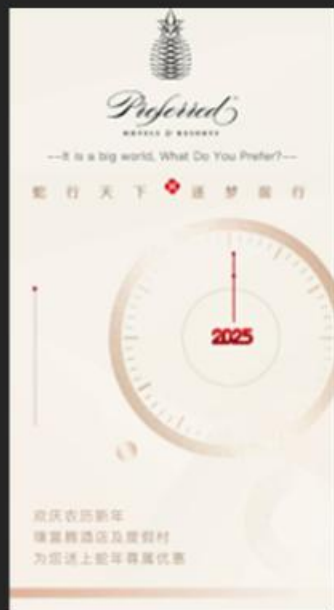 Preferred
HOTELS & RESORTS
--It is a big world, What Do You Prefer?--
蛇行天下 逐梦前行
2025
欢庆农历新年
璞富腾酒店及度假村
为您送上蛇年尊属优惠